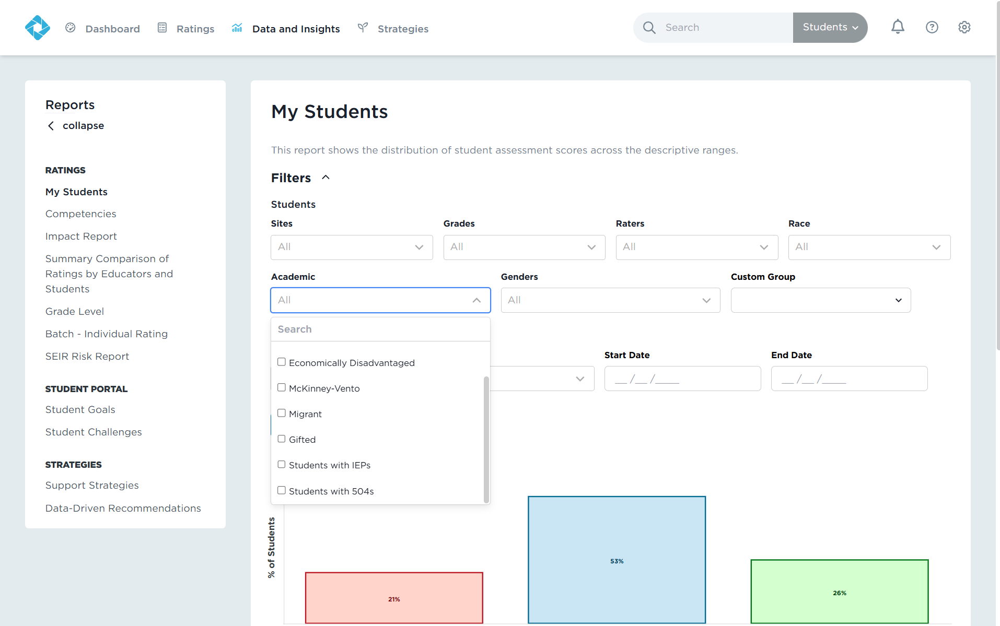 Dashboard
Ratings
Data and Insights
Strategies
Search
Students
Reports
collapse
RATINGS
My Students
Competencies
Impact Report
Summary Comparison of
Ratings by Educators and
Students
Grade Level
Batch - Individual Rating
SEIR Risk Report
STUDENT PORTAL
Student Goals
Student Challenges
STRATEGIES
Support Strategies
Data-Driven Recommendations
My Students
This report shows the distribution of student assessment scores across the descriptive ranges.
Filters
Students
Sites
Grades
Raters
Race
All
All
All
All
Academic
Genders
Custom Group
All
All
Search
Economically Disadvantaged
McKinney-Vento
Migrant
Gifted
Students with IEPs
Students with 504s
Start Date
End Date
__ /__ /____
__ /__ /____
% of Students
21%
53%
26%